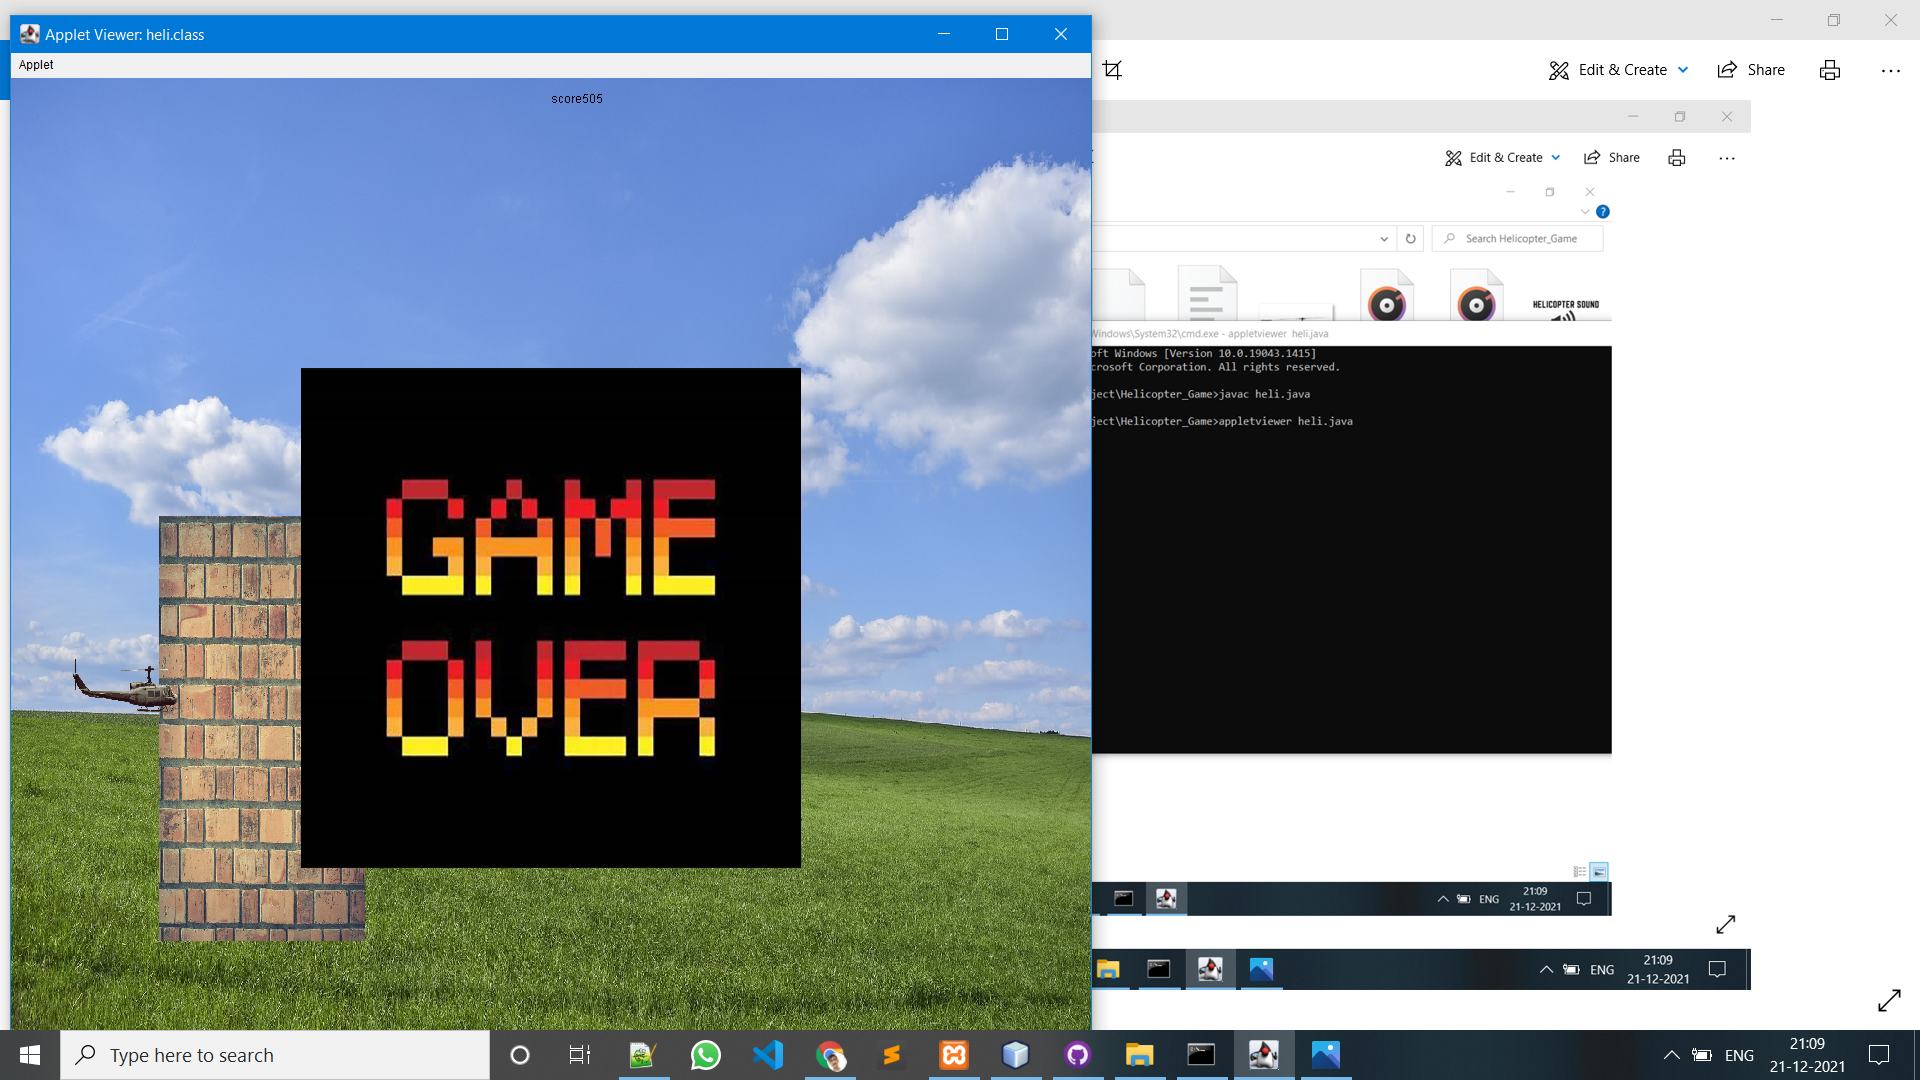 Applet Viewer: heli.class
Applet
score505
GAME
OVER
Edit & Create
Share
Edit & Create
Share
Search Helicopter_Game
HELICOPTER SOUND
Windows\System32\cmd.exe - appletviewer heli.java
oft Windows [Version 10.0.19043.1415]
crosoft Corporation. All rights reserved.
ject\Helicopter_Game>javac heli.java
ject\Helicopter_Game>appletviewer heli.java
ENG
21:09
21-12-2021
ENG
21:09
21-12-2021
Type here to search
ENG
21:09
21-12-2021